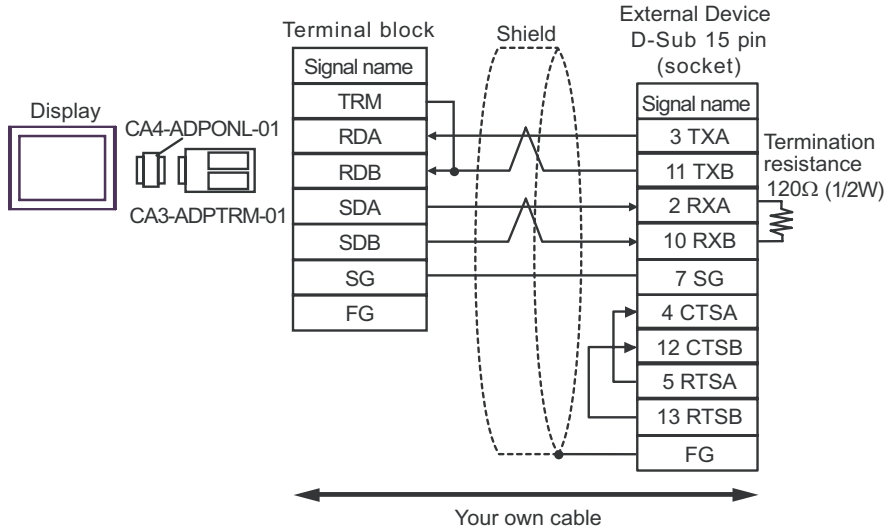 Display
CA4-ADPONL-01
CA3-ADPTRM-01
Terminal block
Signal name
TRM
RDA
RDB
SDA
SDB
SG
FG
Shield
External Device
D-Sub 15 pin
(socket)
Signal name
3 TXA
11 TXB
2 RXA
10 RXB
7 SG
4 CTSA
12 CTSB
5 RTSA
13 RTSB
FG
Termination
resistance
120Ω (1/2W)
Your own cable